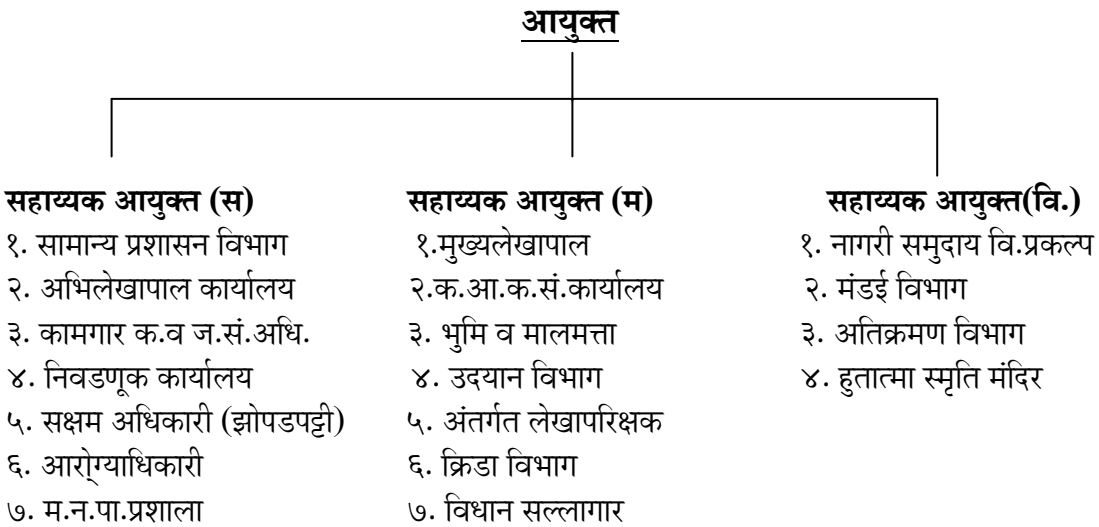 आयुक्त
सहाय्यक आयुक्त (स)
१. सामान्य प्रशासन विभाग
२. अभिलेखापाल कार्यालय
३. कामगार क.व ज.सं.अधि.
४. निवडणूक कार्यालय
५. सक्षम अधिकारी (झोपडपट्टी)
६. आरोग्याधिकारी
७. म.न.पा.प्रशाला
सहाय्यक आयुक्त (म)
१.मुख्यलेखापाल
२.क.आ.क.सं.कार्यालय
३. भुमि व मालमत्ता
४. उदयान विभाग
५. अंतर्गत लेखापरिक्षक
६. क्रिडा विभाग
७. विधान सल्लागार
सहाय्यक आयुक्त(वि.)
१. नागरी समुदाय वि.प्रकल्प
२. मंडई विभाग
३. अतिक्रमण विभाग
४. हुतात्मा स्मृति मंदिर